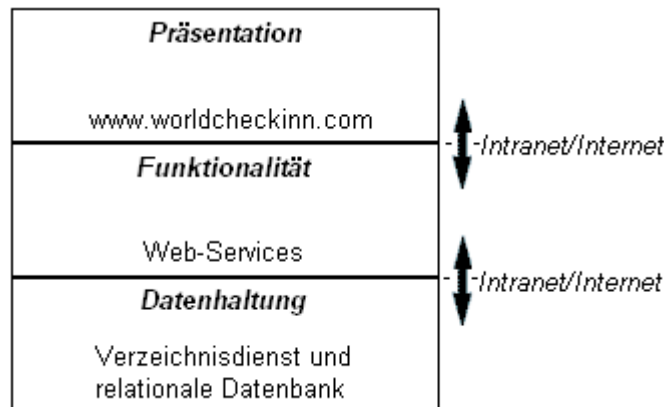 Präsentation
www.worldcheckinn.com
Intranet/Internet
Funktionalität
Web-Services
Intranet/Internet
Datenhaltung
Verzeichnisdienst und
relationale Datenbank